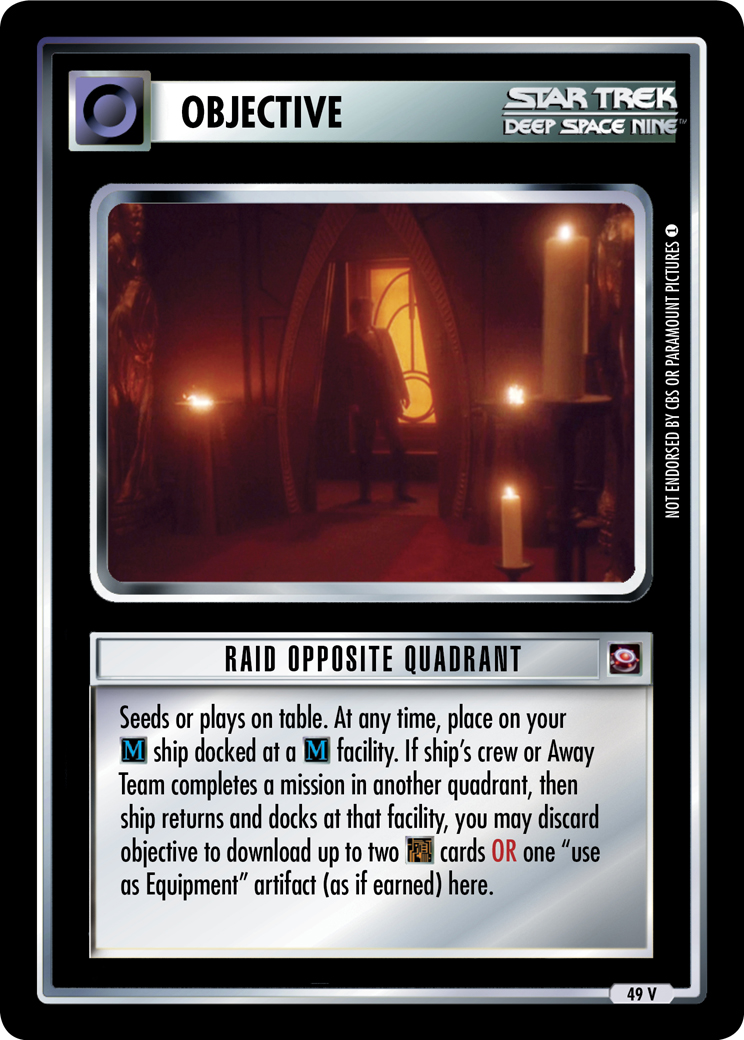 OBJECTIVE
STAR TREK
DEEP SPACE NINE™
NOT ENDORSED BY CBS OR PARAMOUNT PICTURES 1
RAID OPPOSITE QUADRANT
Seeds or plays on table. At any time, place on your
M ship docked at a M facility. If ship's crew or Away
Team completes a mission in another quadrant, then
ship returns and docks at that facility, you may discard
objective to download up to two cards OR one “use
as Equipment” artifact (as if earned) here.
49 V